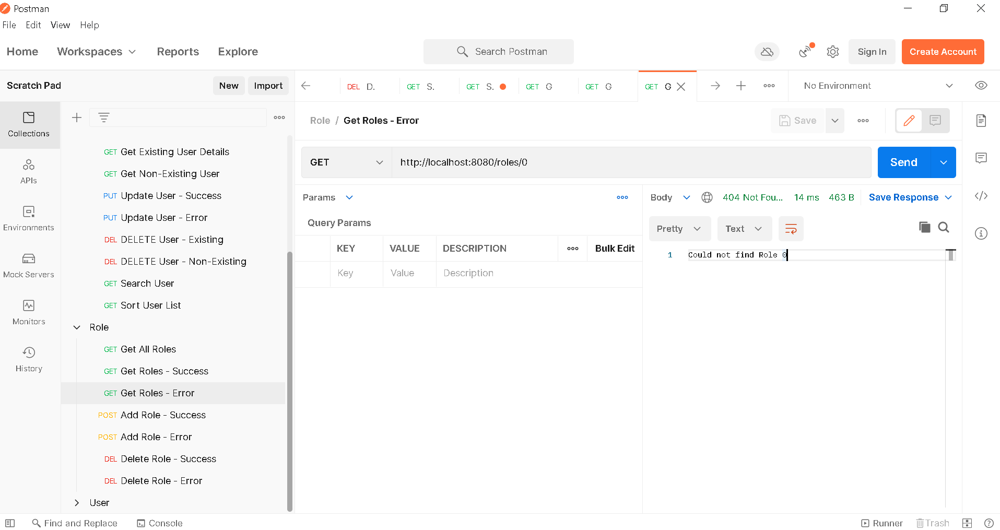 Postman
File Edit View Help
Home Workspaces Reports Explore Search Postman Sign In Create Account
Scratch Pad New Import DEL D. GET S. GET S. GET G GET G GET G No Environment
Collections
APIs
Environments
Mock Servers
Monitors
History
GET Get Existing User Details
GET Get Non-Existing User
PUT Update User - Success
PUT Update User - Error
DEL DELETE User - Existing
DEL DELETE User - Non-Existing
GET Search User
GET Sort User List
Role
GET Get All Roles
GET Get Roles - Success
GET Get Roles - Error
POST Add Role - Success
POST Add Role - Error
DEL Delete Role - Success
DEL Delete Role - Error
User
Role / Get Roles - Error Save
GET http://localhost:8080/roles/0 Send
Params
Query Params
KEY VALUE DESCRIPTION Bulk Edit
Key Value Description
Body 404 Not Fou... 14 ms 463 B Save Response
Pretty Text
1 Could not find Role 0
Find and Replace Console Runner Trash